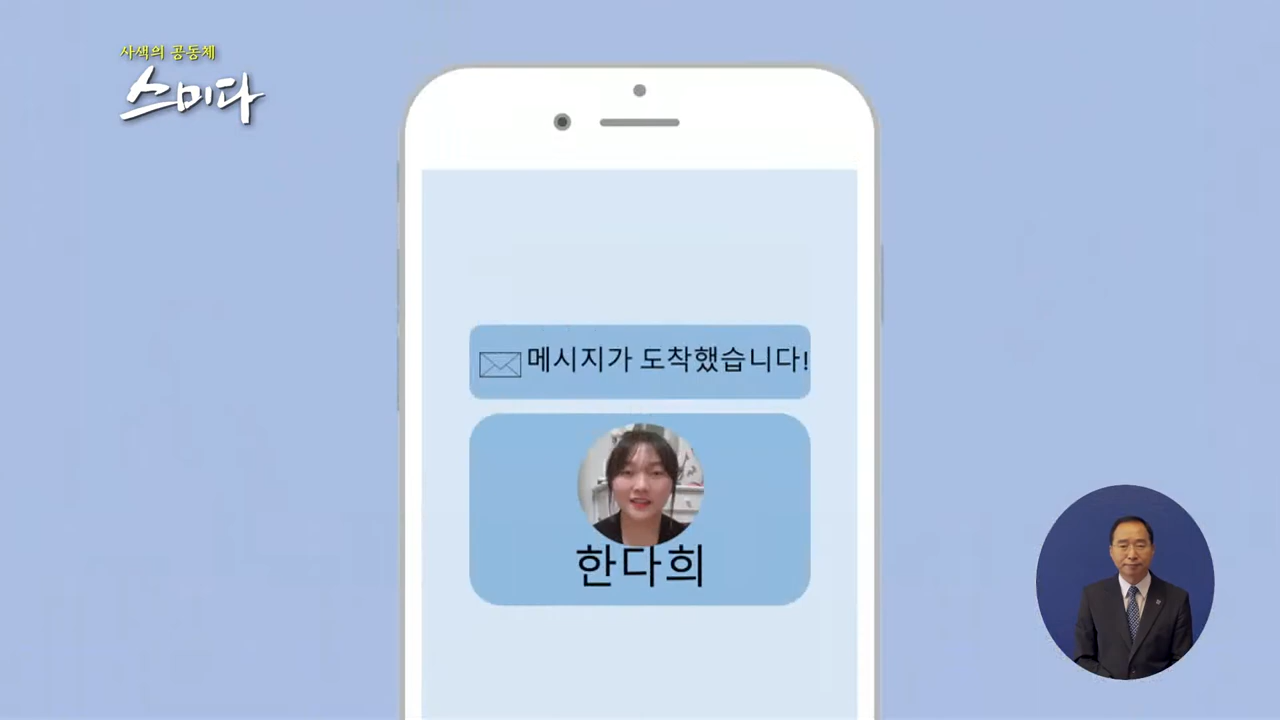 사색의 공동체
스미다
메시지가 도착했습니다!
한다희